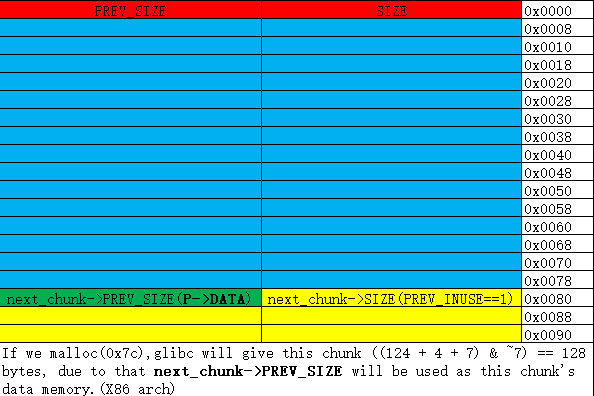 PREV_SIZE SIZE 0x0000
0x0008
0x0010
0x0018
0x0020
0x0028
0x0030
0x0038
0x0040
0x0048
0x0050
0x0058
0x0060
0x0068
0x0070
0x0078
next_chunk->PREV_SIZE(P->DATA) next_chunk->SIZE(PREV_INUSE==1) 0x0080
0x0088
0x0090
If we malloc(0x7c),glibc will give this chunk ((124 + 4 + 7) & ~7) == 128
bytes, due to that next_chunk->PREV_SIZE will be used as this chunk's
data memory.(X86 arch)